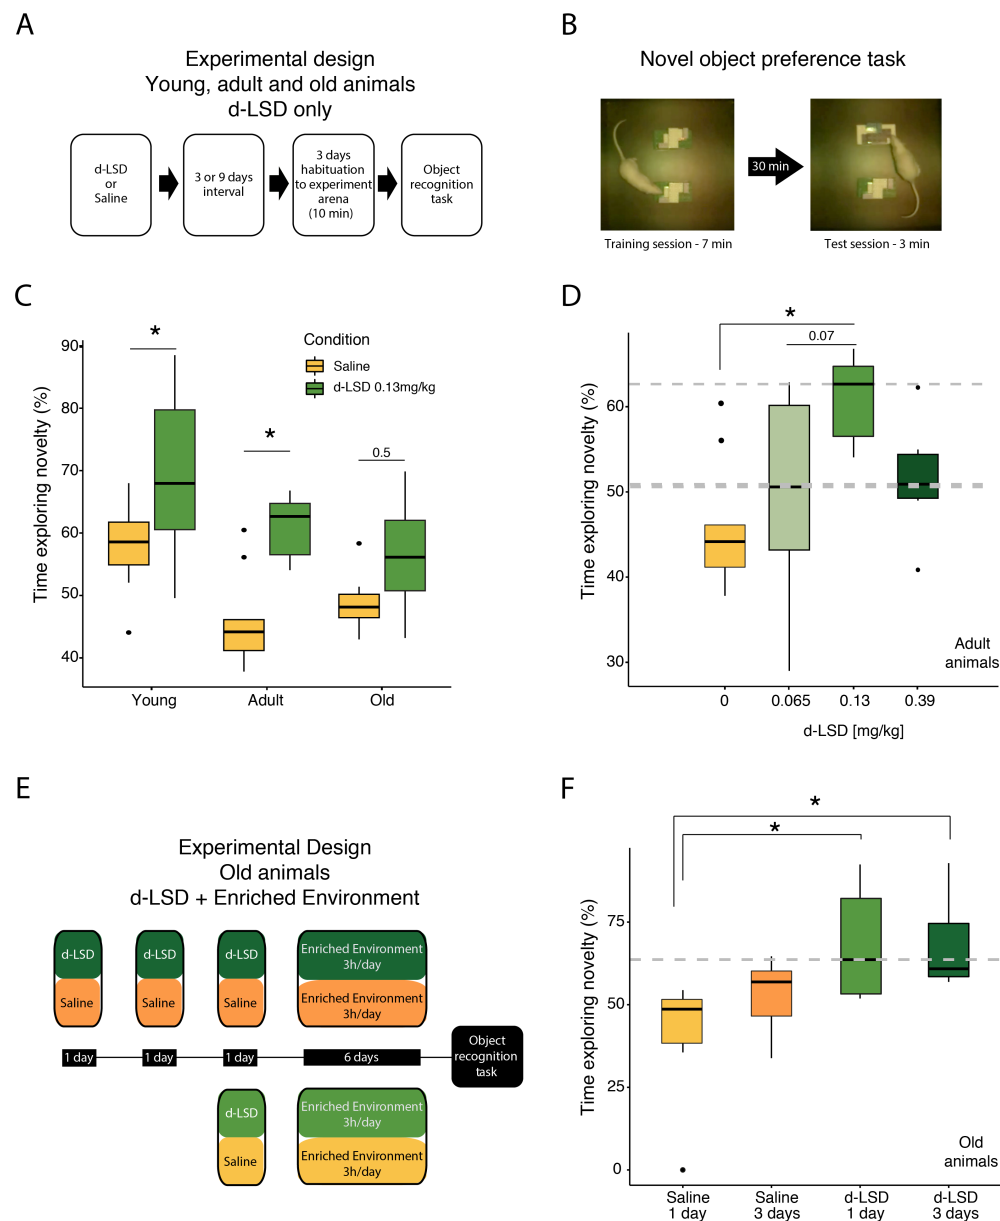 A
Experimental design
Young, adult and old animals
d-LSD only
d-LSD
or
Saline
3 or 9 days
interval
3 days
habituation
to experiment
arena
(10 min)
Object
recognition
task
B
Novel object preference task
30 min
Training session - 7 min
Test session - 3 min
C
Time exploring novelty (%)
90
80
70
60
50
40
*
*
0.5
Condition
Saline
d-LSD 0.13mg/kg
Young
Adult
Old
D
Time exploring novelty (%)
60
50
40
30
*
0.07
Adult
animals
0
0.065
0.13
0.39
d-LSD [mg/kg]
E
Experimental Design
Old animals
d-LSD + Enriched Environment
d-LSD
Saline
d-LSD
Saline
d-LSD
Saline
Enriched Environment
3h/day
Enriched Environment
3h/day
1 day
1 day
1 day
6 days
Object
recognition
task
d-LSD
Saline
Enriched Environment
3h/day
Enriched Environment
3h/day
F
Time exploring novelty (%)
75
50
25
0
*
*
Old
animals
Saline
1 day
Saline
3 days
d-LSD
1 day
d-LSD
3 days